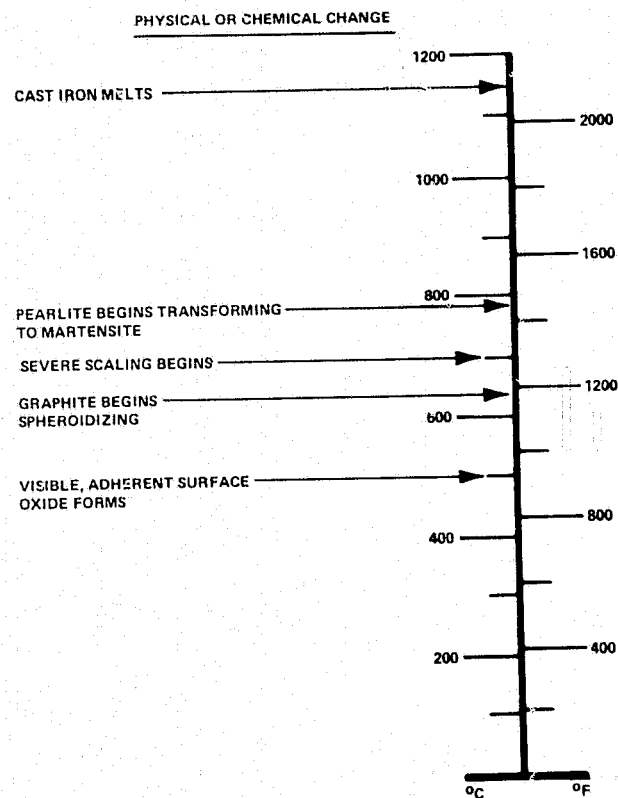 PHYSICAL OR CHEMICAL CHANGE
1200
CAST IRON MELTS
2000
1000
1600
800
PEARLITE BEGINS TRANSFORMING
TO MARTENSITE
SEVERE SCALING BEGINS
1200
GRAPHITE BEGINS
SPHEROIDIZING
600
VISIBLE, ADHERENT SURFACE
OXIDE FORMS
800
400
400
200
°C
°F